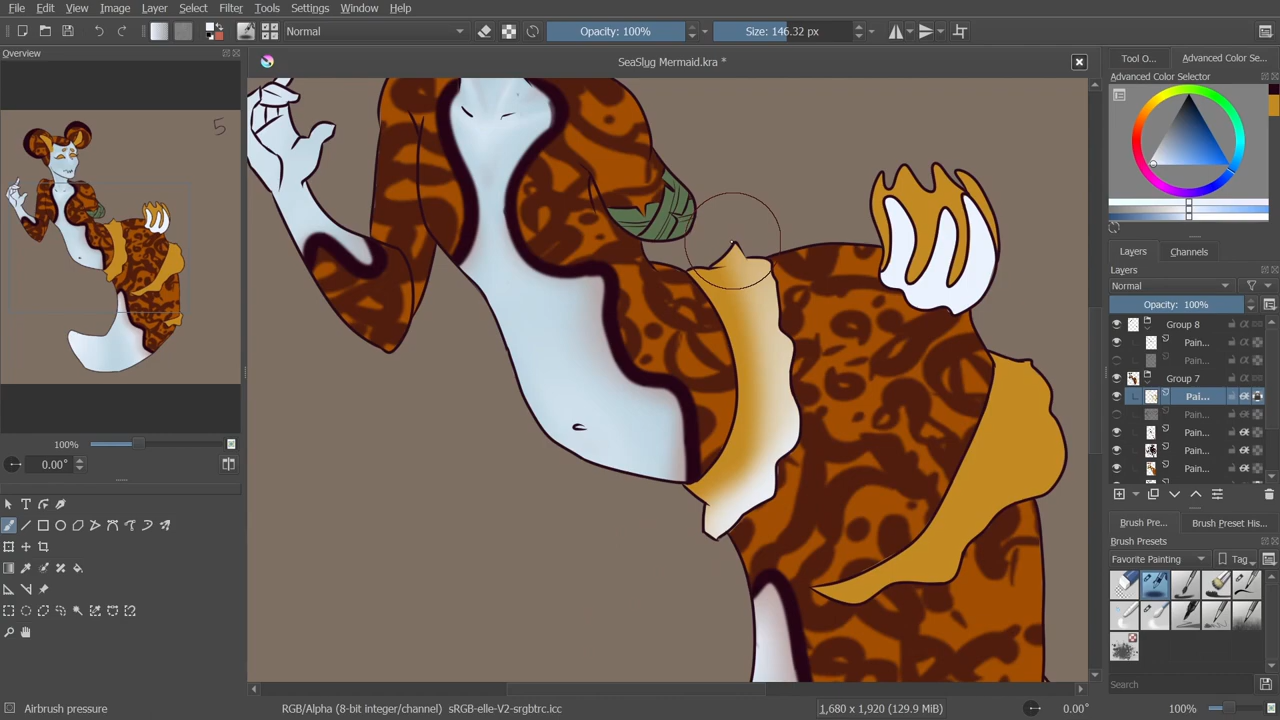 File Edit View Image Layer Select Filter Tools Settings Window Help
Normal Opacity: 100% Size: 146.32 px
Overview
SeaSlug Mermaid.kra *
Tool O... Advanced Color Se...
Advanced Color Selector
5
Layers Brush Presets
Layers
Normal
Opacity: 100%
Group 8
Pain...
Group 7
Pai...
Pain...
Pain...
Pain...
Pain...
66% 100%
0.00°
Brush Pre... Brush Preset His...
Brush Presets
Favorite Painting Tag
Search
Airbrush pressure
RGB/Alpha (8-bit integer/channel) sRGB-elle-V2-srgbtrc.icc
1,680 x 1,920 (129.9 MiB)
0.00°
100%